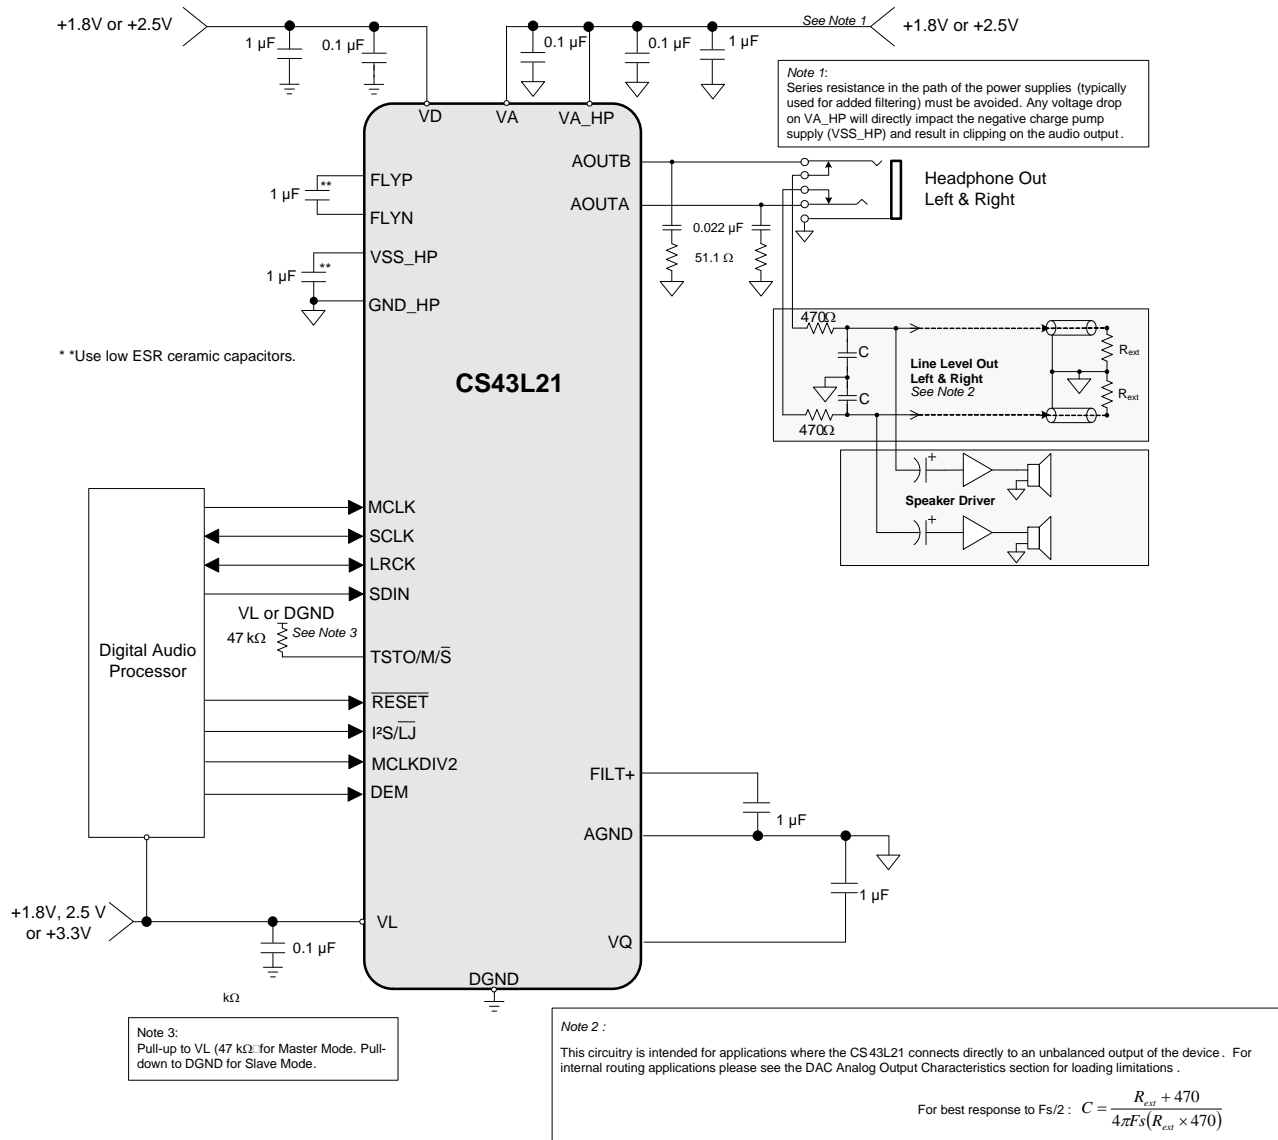 +1.8V or +2.5V
1 µF
0.1 µF
0.1 µF
0.1 µF
1 µF
See Note 1
+1.8V or +2.5V
Note 1:
Series resistance in the path of the power supplies (typically
used for added filtering) must be avoided. Any voltage drop
on VA_HP will directly impact the negative charge pump
supply (VSS_HP) and result in clipping on the audio output.
VD
VA
VA_HP
AOUTB
AOUTA
Headphone Out
Left & Right
FLYP
1 µF
**
FLYN
VSS_HP
1 µF
**
GND_HP
0.022 µF
51.1 Ω
* *Use low ESR ceramic capacitors.
CS43L21
470Ω
C
C
470Ω
Line Level Out
Left & Right
See Note 2
Rext
Rext
+
Speaker Driver
+
Digital Audio
Processor
MCLK
SCLK
LRCK
SDIN
VL or DGND
47 kΩ
See Note 3
TSTO/M/S̅
R̅E̅S̅E̅T̅
I²S/L̅J̅
MCLKDIV2
DEM
FILT+
1 µF
AGND
1 µF
VQ
+1.8V, 2.5 V
or +3.3V
VL
0.1 µF
DGND
kΩ
Note 3:
Pull-up to VL (47 kΩ□for Master Mode. Pull-
down to DGND for Slave Mode.
Note 2 :
This circuitry is intended for applications where the CS43L21 connects directly to an unbalanced output of the device. For
internal routing applications please see the DAC Analog Output Characteristics section for loading limitations .
For best response to Fs/2 : C = (Rext + 470) / (4πFs(Rext × 470))